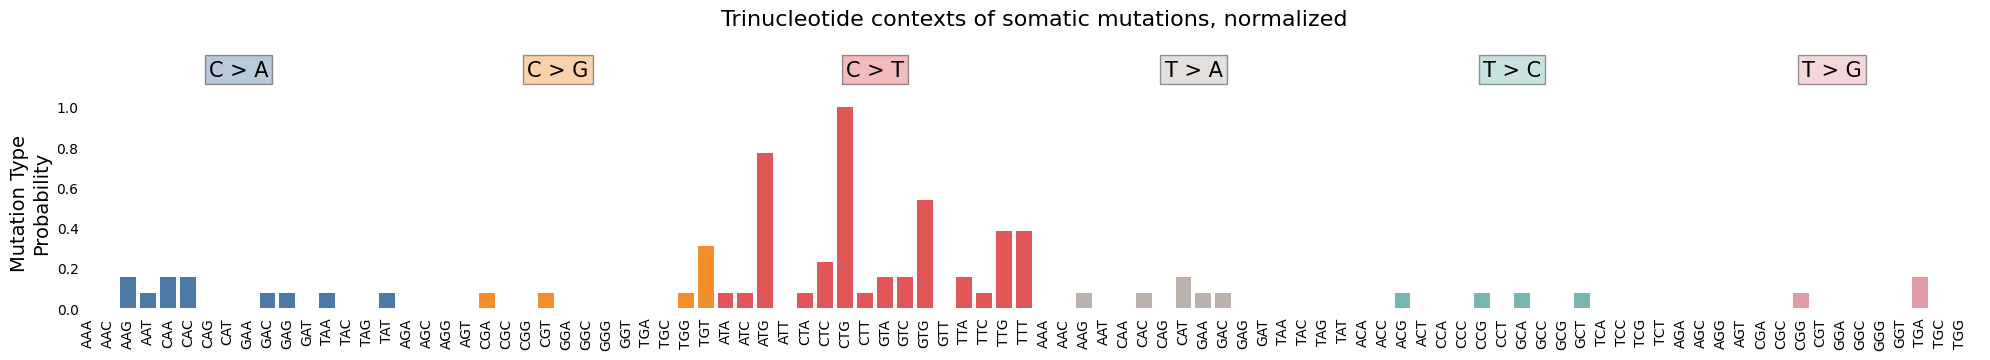 Trinucleotide contexts of somatic mutations, normalized
C > A
C > G
C > T
T > A
T > C
T > G
Mutation Type
Probability
1.0
0.8
0.6
0.4
0.2
0.0
AAA
AAC
AAG
AAT
CAA
CAC
CAG
CAT
GAA
GAC
GAG
GAT
TAA
TAC
TAG
TAT
AGA
AGC
AGG
AGT
CGA
CGC
CGG
CGT
GGA
GGC
GGG
GGT
TGA
TGC
TGG
TGT
ATA
ATC
ATG
ATT
CTA
CTC
CTG
CTT
GTA
GTC
GTG
GTT
TTA
TTC
TTG
TTT
AAA
AAC
AAG
AAT
CAA
CAC
CAG
CAT
GAA
GAC
GAG
GAT
TAA
TAC
TAG
TAT
ACA
ACC
ACG
ACT
CCA
CCC
CCG
CCT
GCA
GCC
GCG
GCT
TCA
TCC
TCG
TCT
AGA
AGC
AGG
AGT
CGA
CGC
CGG
CGT
GGA
GGC
GGG
GGT
TGA
TGC
TGG